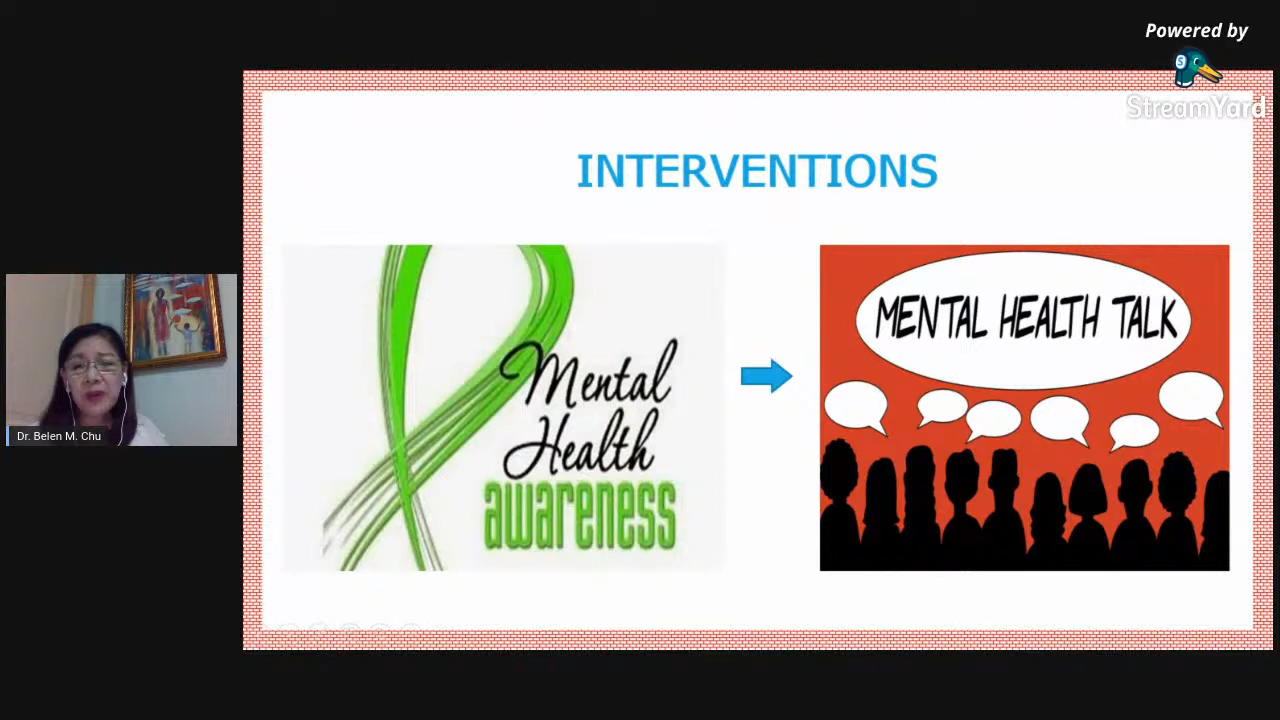 Powered by
StreamYard
INTERVENTIONS
Mental
Health
awareness
MENTAL HEALTH TALK
Dr. Belen M. Chu